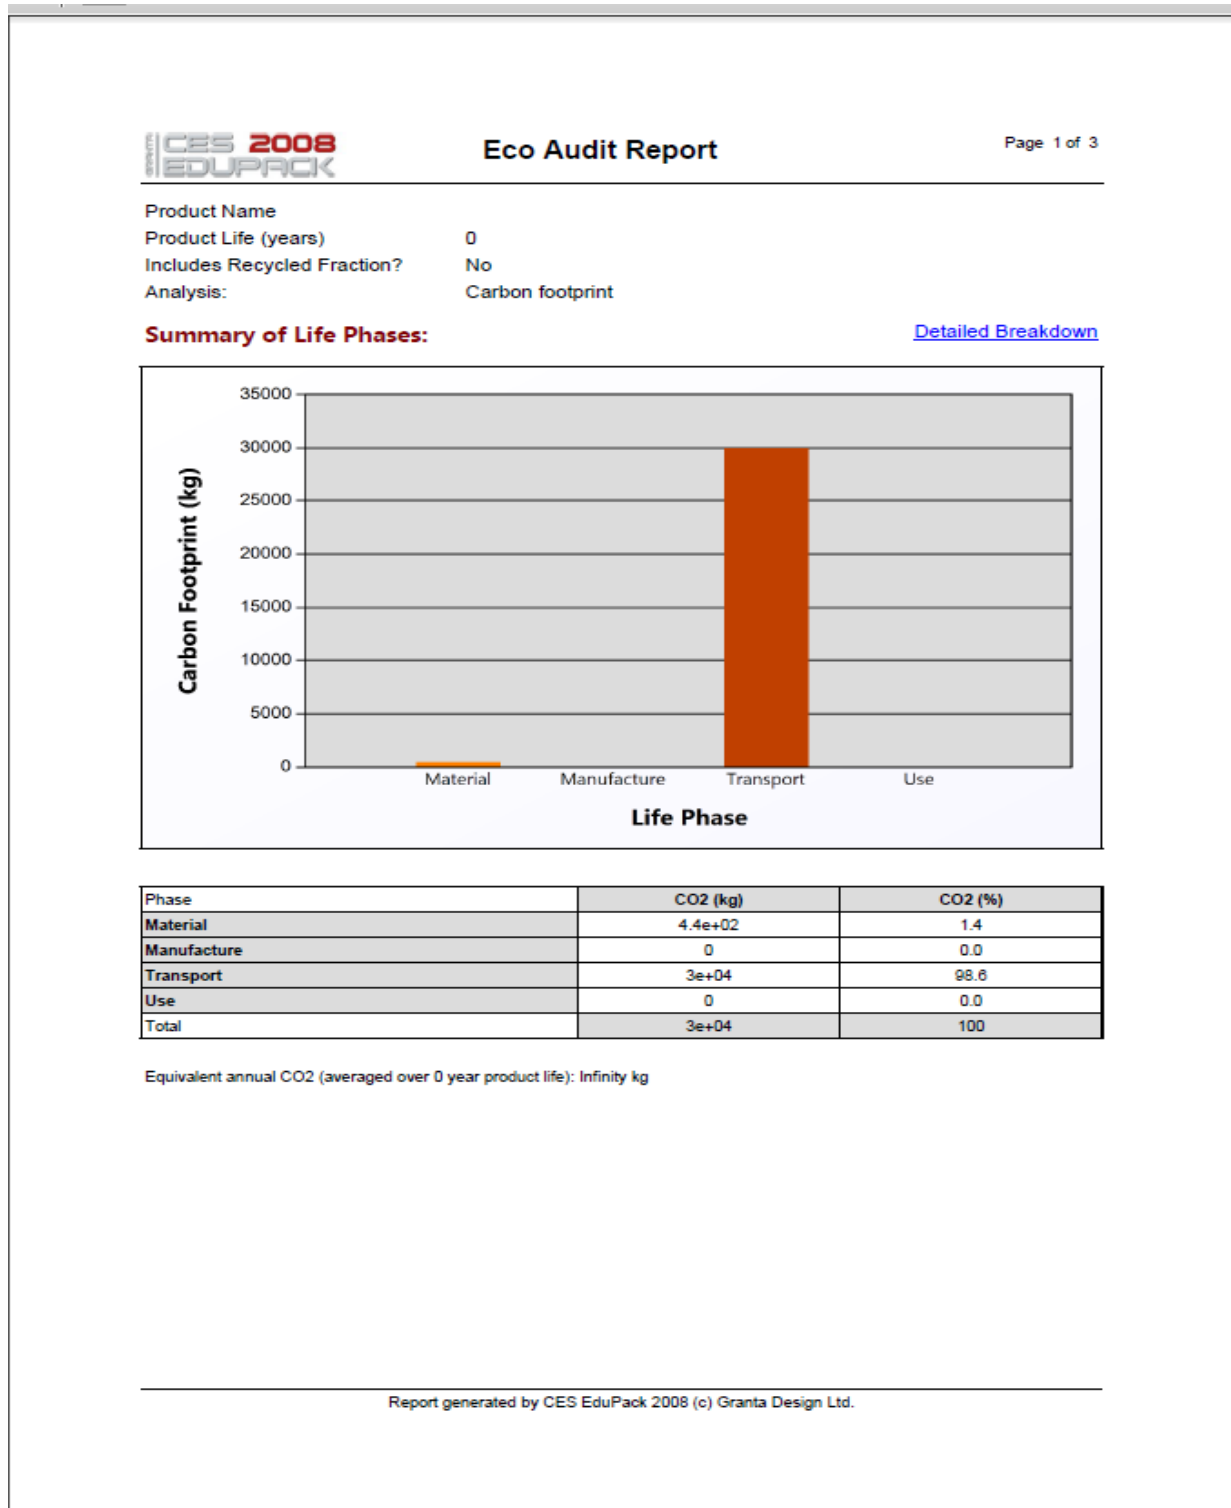 GRANTA CES 2008 EDUPACK
Eco Audit Report
Page 1 of 3
Product Name
Product Life (years) 0
Includes Recycled Fraction? No
Analysis: Carbon footprint
Summary of Life Phases: Detailed Breakdown
Carbon Footprint (kg)
35000
30000
25000
20000
15000
10000
5000
0
Material Manufacture Transport Use
Life Phase
Phase CO2 (kg) CO2 (%)
Material 4.4e+02 1.4
Manufacture 0 0.0
Transport 3e+04 98.6
Use 0 0.0
Total 3e+04 100
Equivalent annual CO2 (averaged over 0 year product life): Infinity kg
Report generated by CES EduPack 2008 (c) Granta Design Ltd.